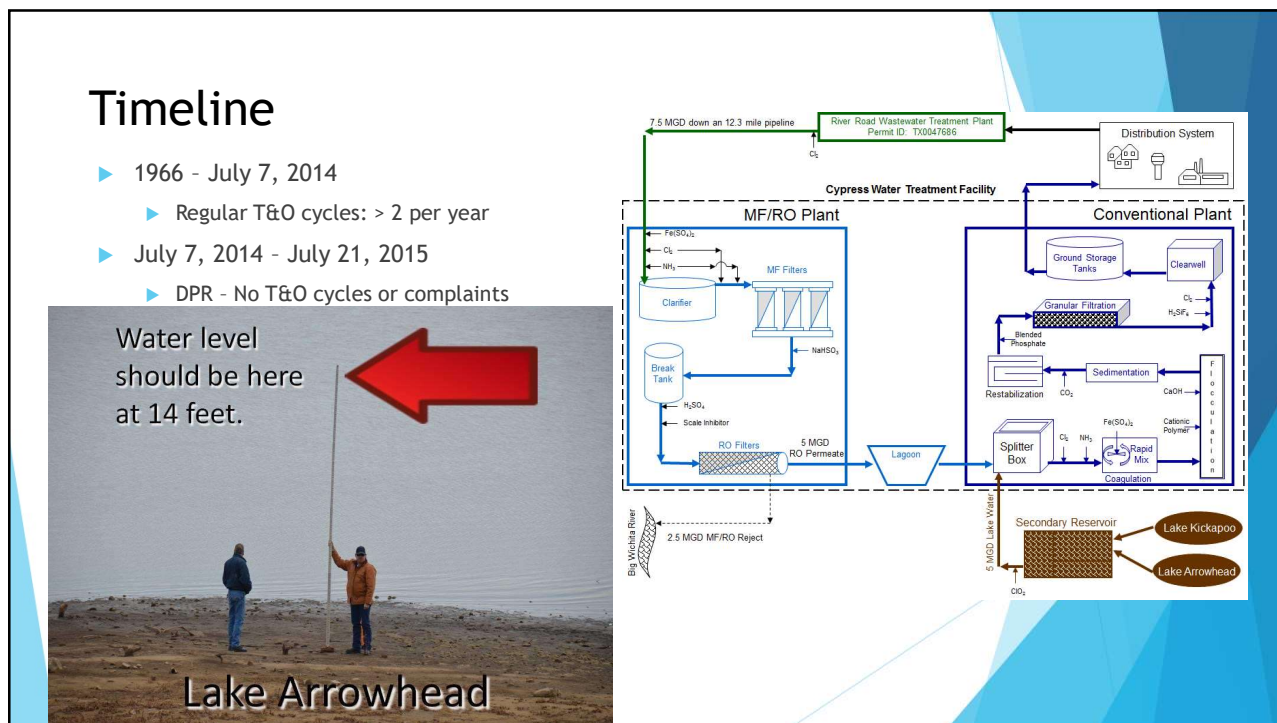 Timeline
1966 – July 7, 2014
Regular T&O cycles: > 2 per year
July 7, 2014 – July 21, 2015
DPR – No T&O cycles or complaints
Water level
should be here
at 14 feet.
Lake Arrowhead
7.5 MGD down an 12.3 mile pipeline
River Road Wastewater Treatment Plant
Permit ID: TX0047686
Cl₂
Distribution System
Cypress Water Treatment Facility
MF/RO Plant
Fe(SO₄)₂
Cl₂
NH₃
Clarifier
MF Filters
NaHSO₃
Break
Tank
H₂SO₄
Scale Inhibitor
RO Filters
5 MGD
RO Permeate
Lagoon
2.5 MGD MF/RO Reject
Big Wichita River
Conventional Plant
Ground Storage
Tanks
Clearwell
Cl₂
H₂SiF₆
Granular Filtration
Blended
Phosphate
Restabilization
CO₂
Sedimentation
CaOH
Cationic
Polymer
Flocculation
Splitter
Box
Cl₂
NH₃
Fe(SO₄)₂
Rapid
Mix
Coagulation
5 MGD Lake Water
ClO₂
Secondary Reservoir
Lake Kickapoo
Lake Arrowhead